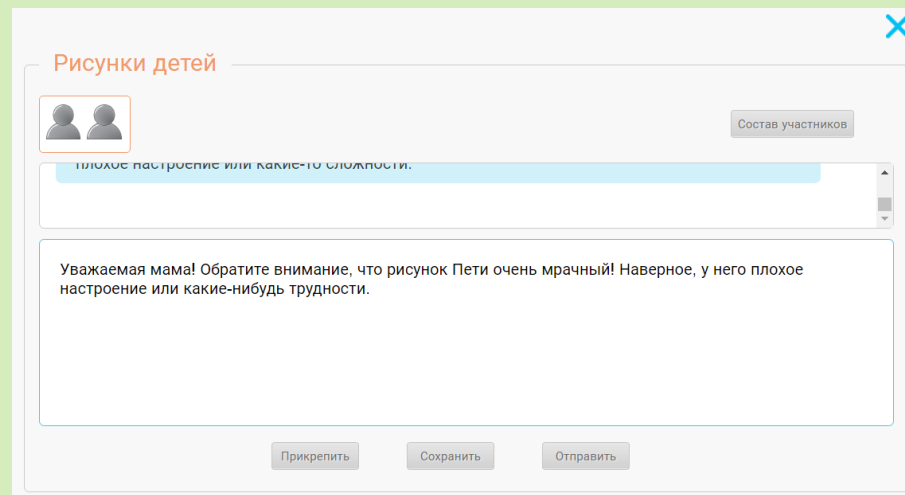 Рисунки детей
Состав участников
плохое настроение или какие-то сложности.
Уважаемая мама! Обратите внимание, что рисунок Пети очень мрачный! Наверное, у него плохое
настроение или какие-нибудь трудности.
Прикрепить
Сохранить
Отправить